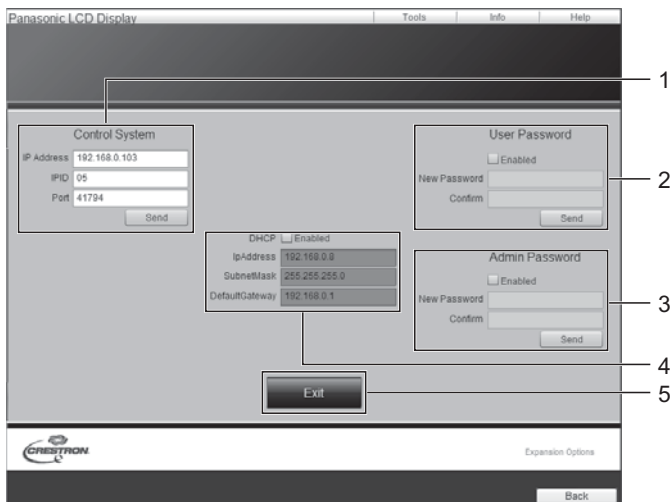 Panasonic LCD Display
Tools Info Help
1
Control System
IP Address 192.168.0.103
IPID 05
Port 41794
Send
User Password
Enabled
New Password
Confirm
Send
2
DHCP Enabled
IpAddress 192.168.0.8
SubnetMask 255.255.255.0
DefaultGateway 192.168.0.1
Admin Password
Enabled
New Password
Confirm
Send
3
4
Exit
5
CRESTRON
Expansion Options
Back